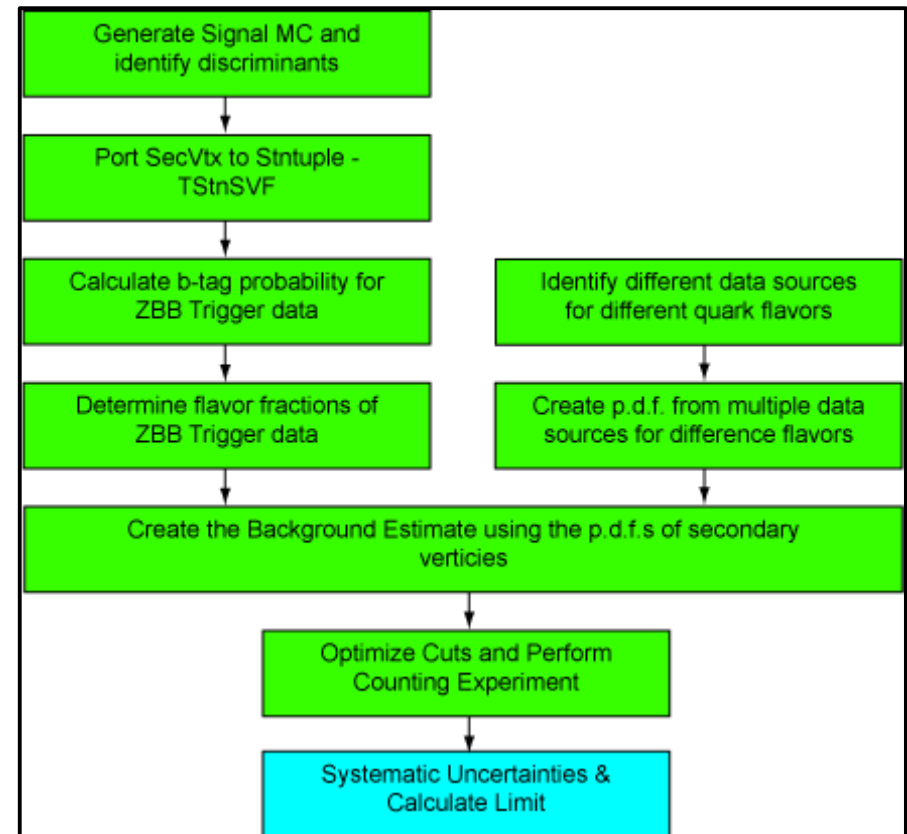 Generate Signal MC and
identify discriminants
Port SecVtx to Stntuple -
TStnSVF
Calculate b-tag probability for
ZBB Trigger data
Identify different data sources
for different quark flavors
Determine flavor fractions of
ZBB Trigger data
Create p.d.f. from multiple data
sources for difference flavors
Create the Background Estimate using the p.d.f.s of secondary
verticies
Optimize Cuts and Perform
Counting Experiment
Systematic Uncertainties &
Calculate Limit